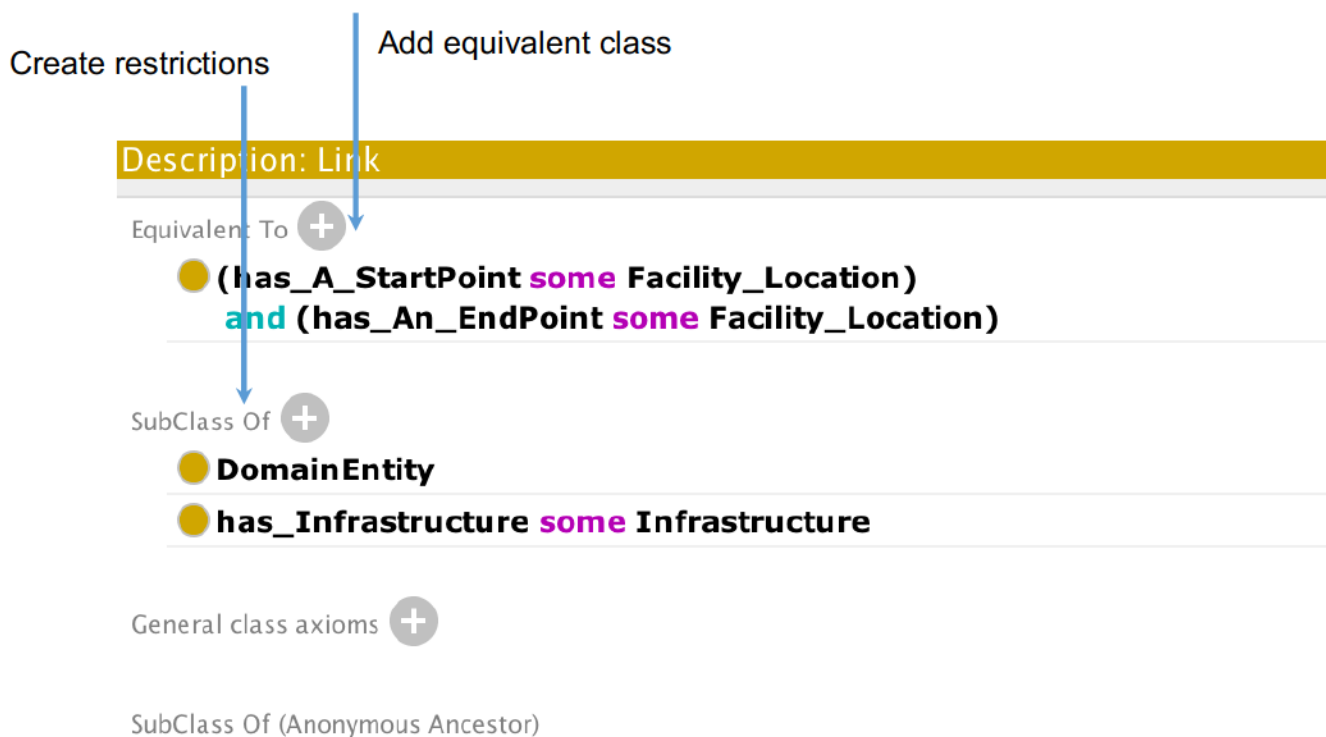 Add equivalent class
Create restrictions
Description: Link
Equivalent To
(has_A_StartPoint some Facility_Location)
and (has_An_EndPoint some Facility_Location)
SubClass Of
DomainEntity
has_Infrastructure some Infrastructure
General class axioms
SubClass Of (Anonymous Ancestor)